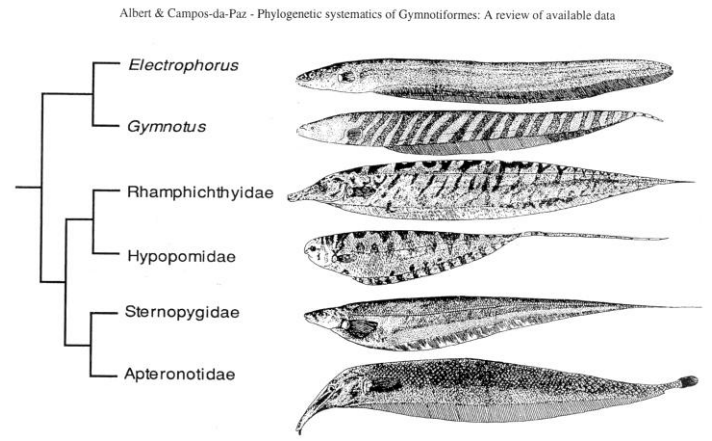 Albert & Campos-da-Paz - Phylogenetic systematics of Gymnotiformes: A review of available data
Electrophorus
Gymnotus
Rhamphichthyidae
Hypopomidae
Sternopygidae
Apteronotidae